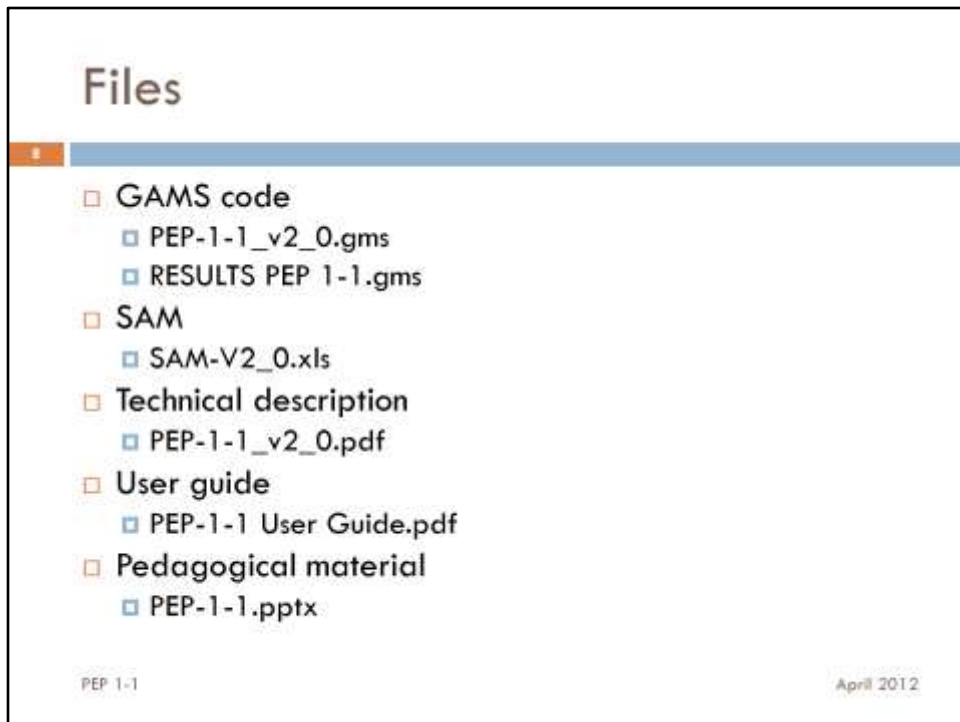 Files
8
GAMS code
PEP-1-1_v2_0.gms
RESULTS PEP 1-1.gms
SAM
SAM-V2_0.xls
Technical description
PEP-1-1_v2_0.pdf
User guide
PEP-1-1 User Guide.pdf
Pedagogical material
PEP-1-1.pptx
PEP 1-1
April 2012